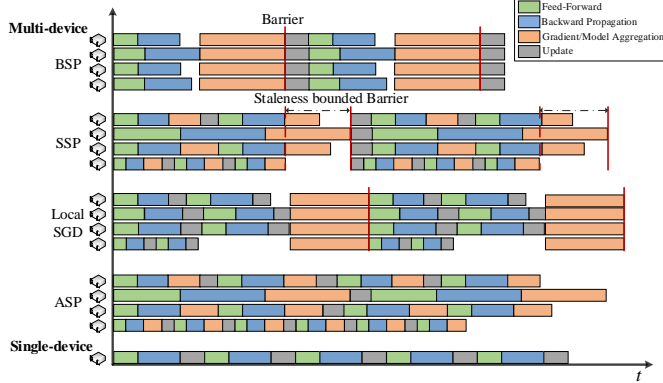 Multi-device
Barrier
Feed-Forward
Backward Propagation
Gradient/Model Aggregation
Update
BSP
Staleness bounded Barrier
SSP
Local
SGD
ASP
Single-device
t